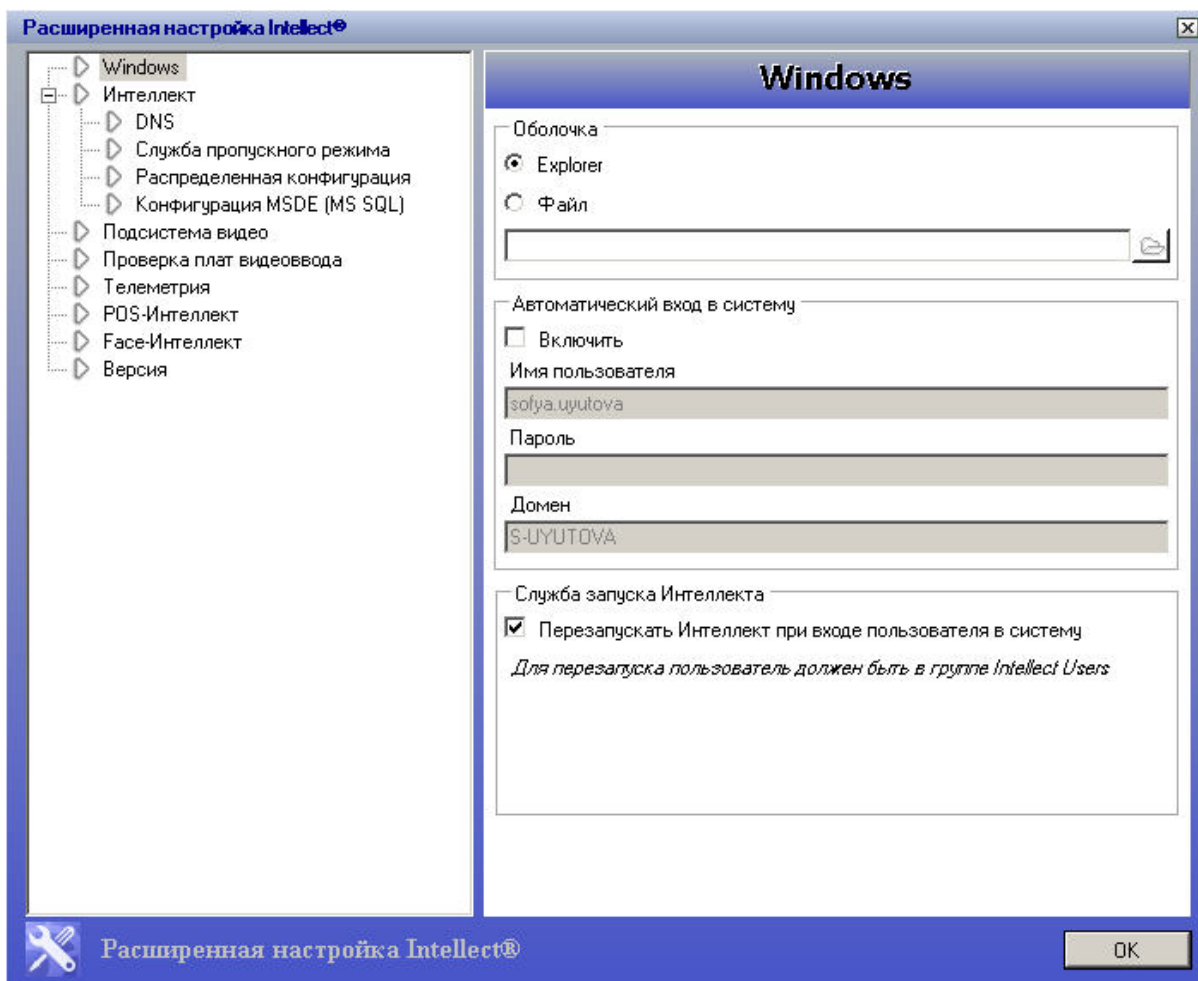 Расширенная настройка Intellect®
Windows
Интеллект
DNS
Служба пропускного режима
Распределенная конфигурация
Конфигурация MSDE (MS SQL)
Подсистема видео
Проверка плат видеоввода
Телеметрия
POS-Интеллект
Face-Интеллект
Версия
Windows
Оболочка
Explorer
Файл
Автоматический вход в систему
Включить
Имя пользователя
sofya.uyutova
Пароль
Домен
S-UYUTOVA
Служба запуска Интеллекта
Перезапускать Интеллект при входе пользователя в систему
Для перезапуска пользователь должен быть в группе Intellect Users
Расширенная настройка Intellect®
OK